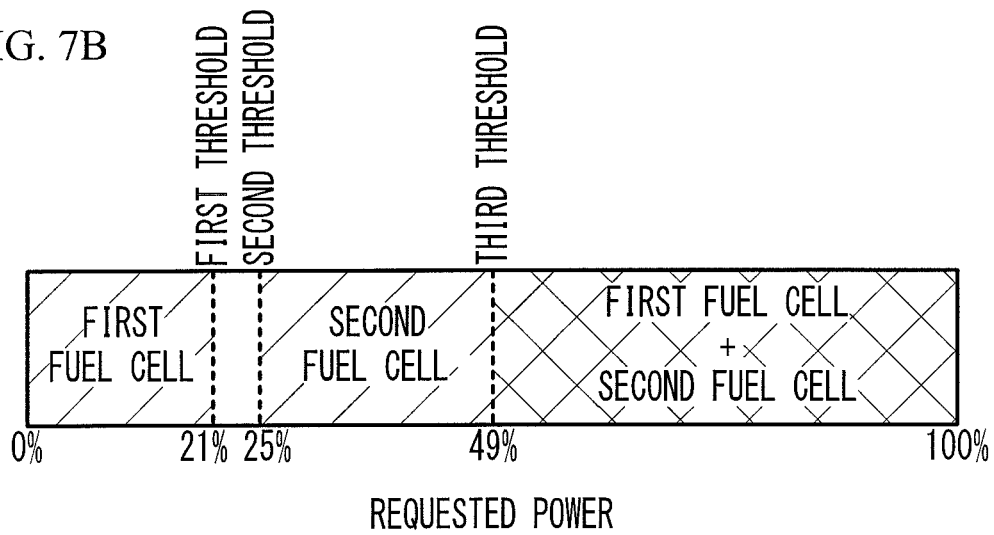 IG. 7B
FIRST THRESHOLD
SECOND THRESHOLD
THIRD THRESHOLD
FIRST
FUEL CELL
SECOND
FUEL CELL
FIRST FUEL CELL
+
SECOND FUEL CELL
0%
21%
25%
49%
100%
REQUESTED POWER